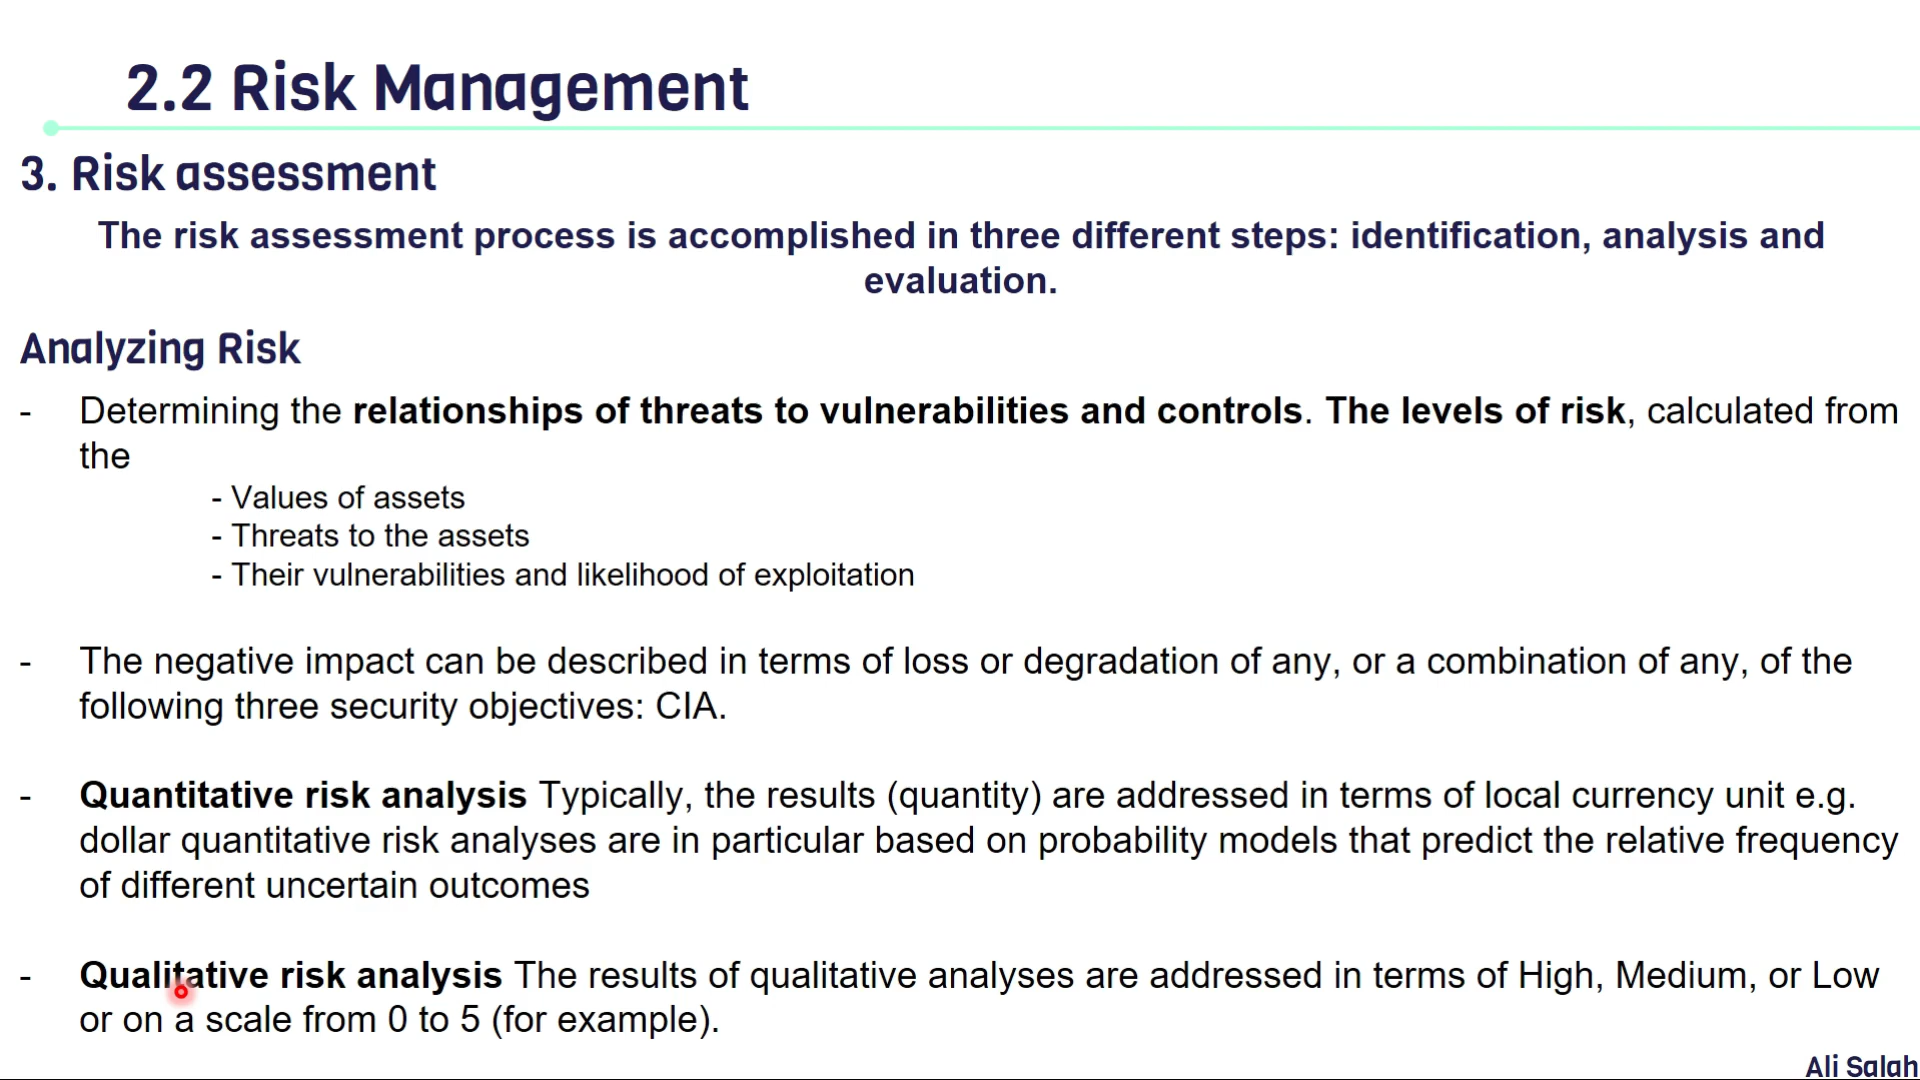 2.2 Risk Management
3. Risk assessment
The risk assessment process is accomplished in three different steps: identification, analysis and
evaluation.
Analyzing Risk
- Determining the relationships of threats to vulnerabilities and controls. The levels of risk, calculated from
the
- Values of assets
- Threats to the assets
- Their vulnerabilities and likelihood of exploitation
- The negative impact can be described in terms of loss or degradation of any, or a combination of any, of the
following three security objectives: CIA.
- Quantitative risk analysis Typically, the results (quantity) are addressed in terms of local currency unit e.g.
dollar quantitative risk analyses are in particular based on probability models that predict the relative frequency
of different uncertain outcomes
- Qualitative risk analysis The results of qualitative analyses are addressed in terms of High, Medium, or Low
or on a scale from 0 to 5 (for example).
Ali Salah